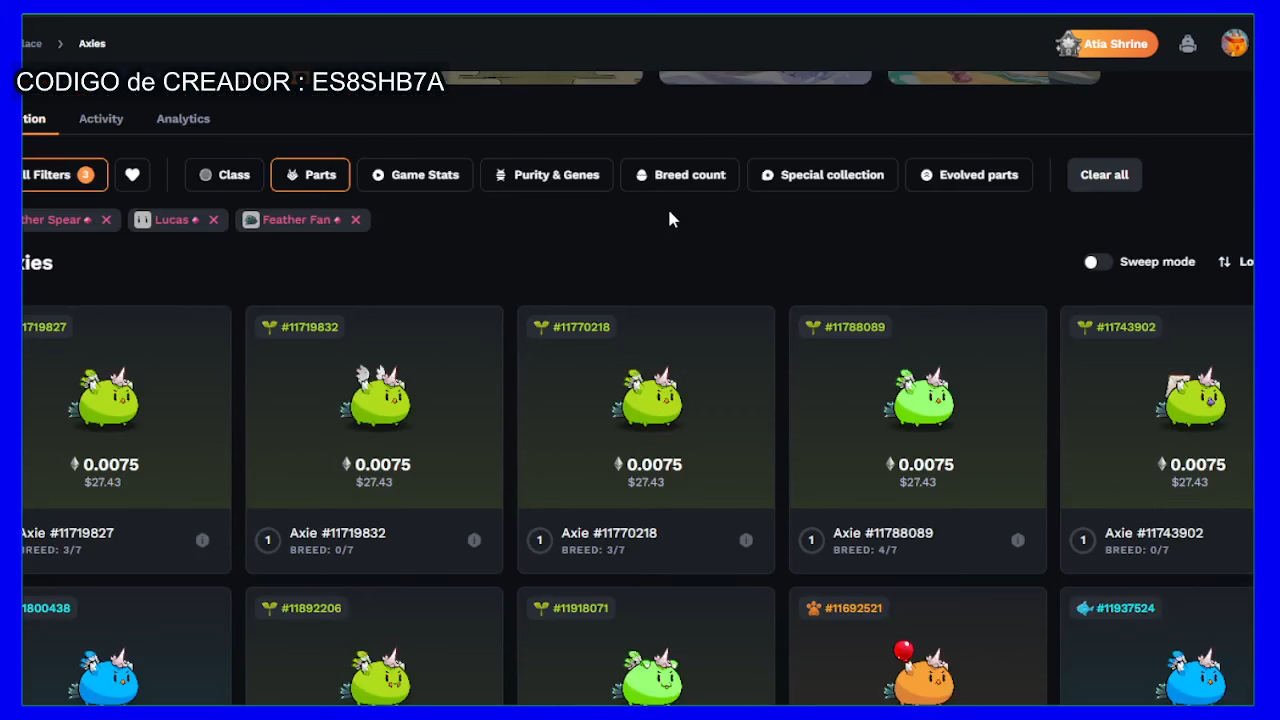 lace > Axies
Atia Shrine
CODIGO de CREADOR : ES8SHB7A
tion Activity Analytics
ll Filters 3 Class Parts Game Stats Purity & Genes Breed count Special collection Evolved parts Clear all
ther Spear Lucas Feather Fan
xies
Sweep mode Lo
1719827 #11719832 #11770218 #11788089 #11743902
0.0075 0.0075 0.0075 0.0075 0.0075
$27.43 $27.43 $27.43 $27.43 $27.43
Axie #11719827 1 Axie #11719832 1 Axie #11770218 1 Axie #11788089 1 Axie #11743902
BREED: 3/7 BREED: 0/7 BREED: 3/7 BREED: 4/7 BREED: 0/7
1800438 #11892206 #11918071 #11692521 #11937524